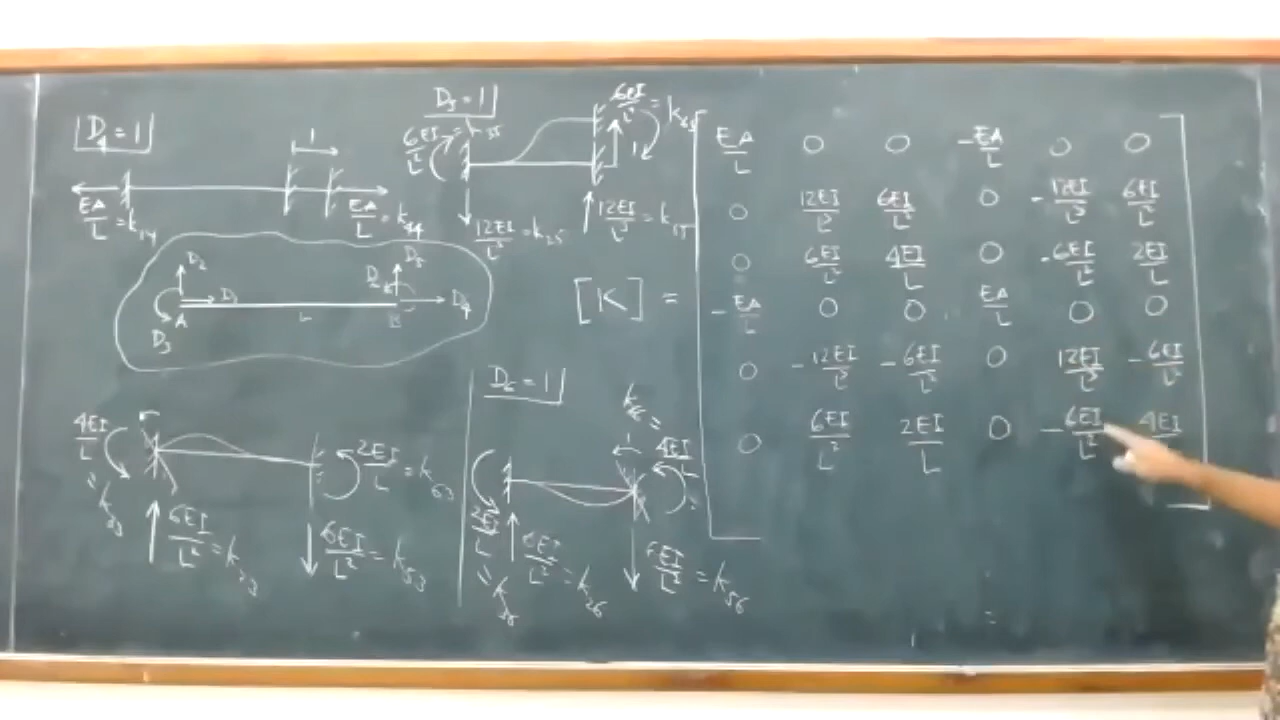 D4 = 1
EA/L = k14
EA/L = k44
D5 = 1
6EI/L² = k35
6EI/L² = k65
1
12EI/L³ = k25
12EI/L³ = k55
D2
D1
D3
A
L
B
D5
D4
[K] =
EA/L 0 0 -EA/L 0 0
0 12EI/L³ 6EI/L² 0 -12EI/L³ 6EI/L²
0 6EI/L² 4EI/L 0 -6EI/L² 2EI/L
-EA/L 0 0 EA/L 0 0
0 -12EI/L³ -6EI/L² 0 12EI/L³ -6EI/L²
0 6EI/L² 2EI/L 0 -6EI/L² 4EI
4EI/L = k33
2EI/L = k63
6EI/L² = k23
6EI/L² = k53
D6 = 1
4EI/L
2EI/L = k36
6EI/L² = k26
6EI/L² = k56